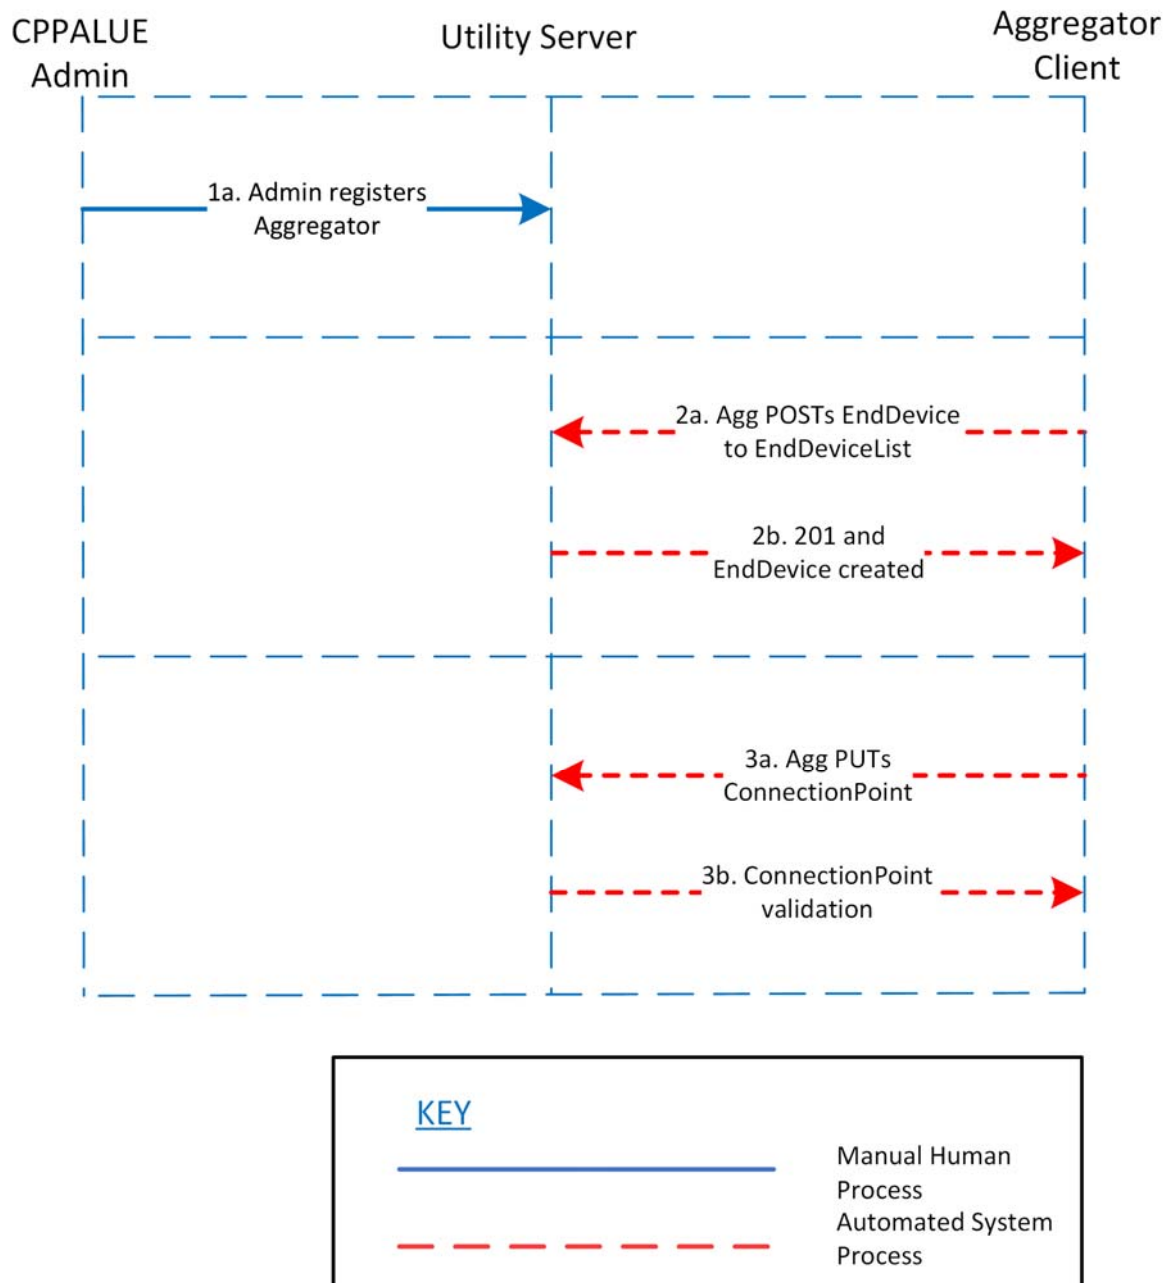 CPPALUE
Admin
Utility Server
Aggregator
Client
1a. Admin registers
Aggregator
2a. Agg POSTs EndDevice
to EndDeviceList
2b. 201 and
EndDevice created
3a. Agg PUTs
ConnectionPoint
3b. ConnectionPoint
validation
KEY
Manual Human
Process
Automated System
Process